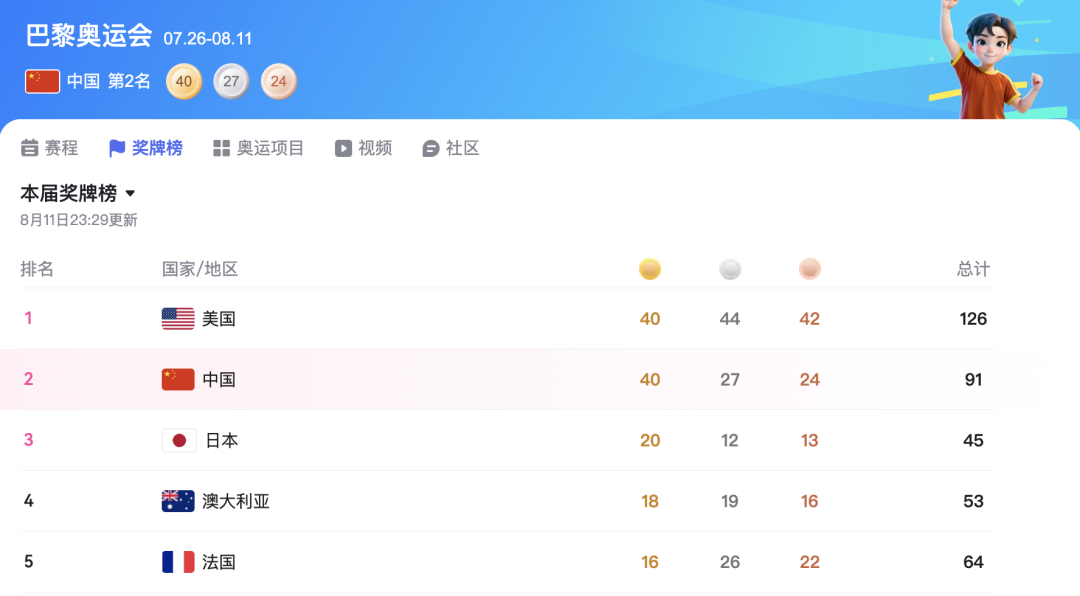 巴黎奥运会 07.26-08.11
中国 第2名 40 27 24
赛程 奖牌榜 奥运项目 视频 社区
本届奖牌榜
8月11日23:29更新
排名 国家/地区 总计
1 美国 40 44 42 126
2 中国 40 27 24 91
3 日本 20 12 13 45
4 澳大利亚 18 19 16 53
5 法国 16 26 22 64